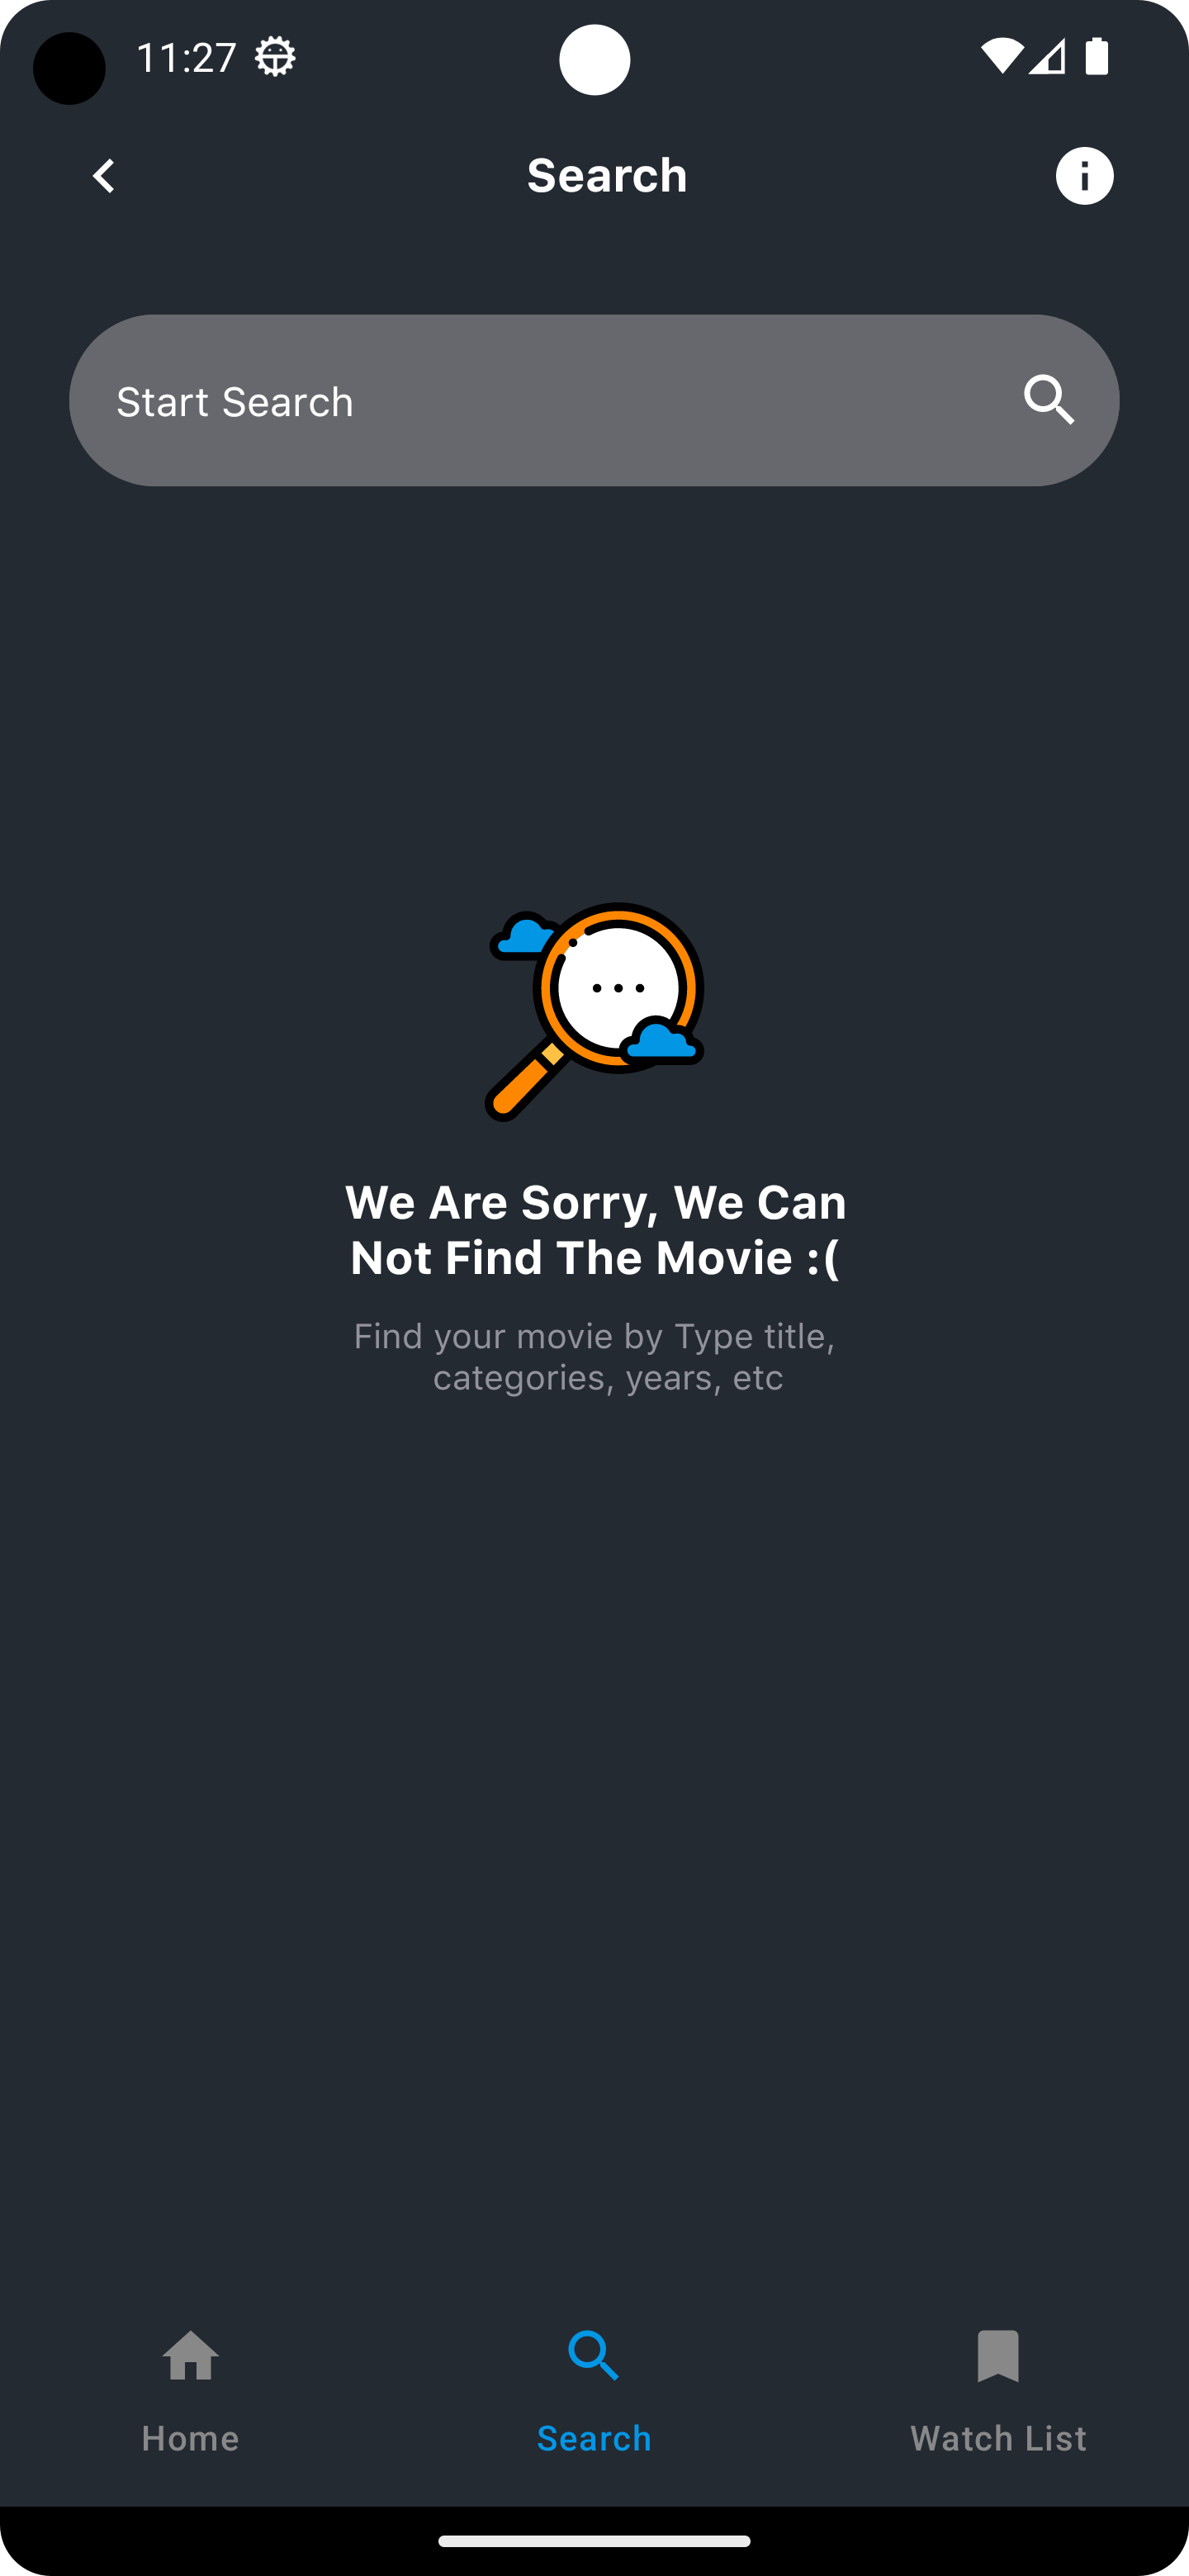 11:27
Search
Start Search
We Are Sorry, We Can
Not Find The Movie :(
Find your movie by Type title,
categories, years, etc
Home
Search
Watch List